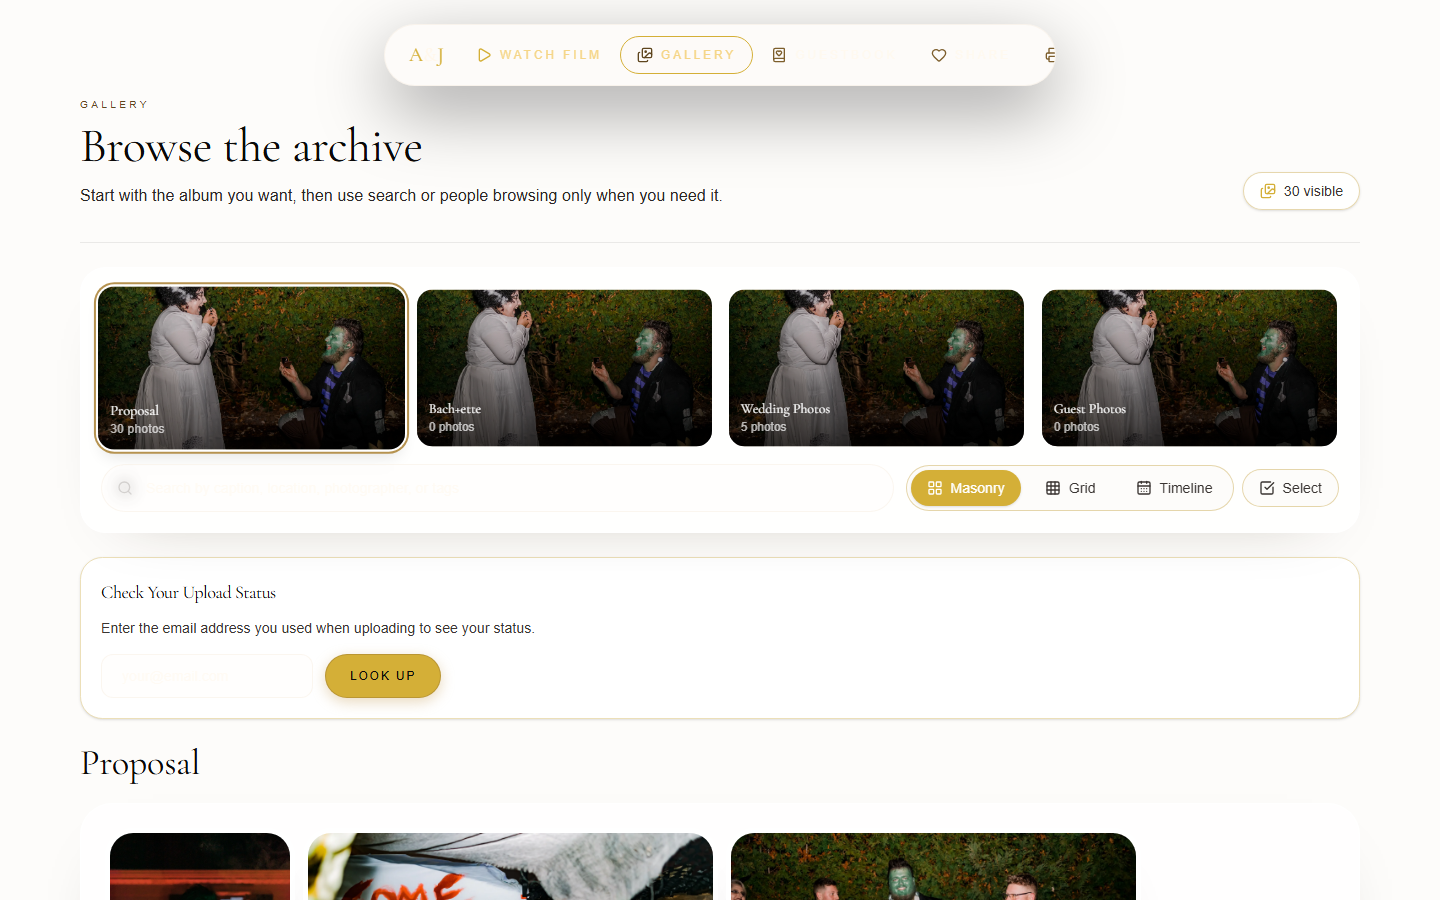 A J
WATCH FILM
GALLERY
GALLERY
Browse the archive
Start with the album you want, then use search or people browsing only when you need it.
30 visible
Proposal
30 photos
Bach+ette
0 photos
Wedding Photos
5 photos
Guest Photos
0 photos
Masonry
Grid
Timeline
Select
Check Your Upload Status
Enter the email address you used when uploading to see your status.
LOOK UP
Proposal